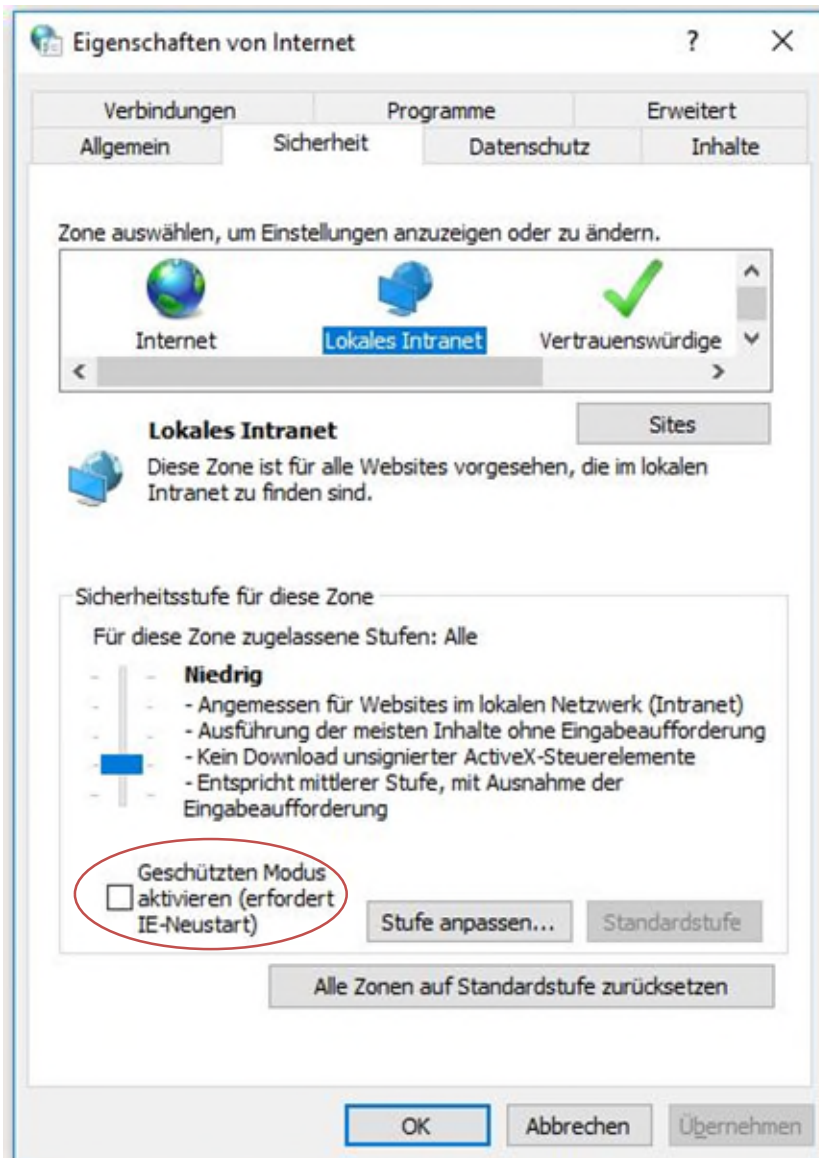 Eigenschaften von Internet
?
Verbindungen
Programme
Erweitert
Allgemein
Sicherheit
Datenschutz
Inhalte
Zone auswählen, um Einstellungen anzuzeigen oder zu ändern.
Internet
Lokales Intranet
Vertrauenswürdige
Lokales Intranet
Sites
Diese Zone ist für alle Websites vorgesehen, die im lokalen
Intranet zu finden sind.
Sicherheitsstufe für diese Zone
Für diese Zone zugelassene Stufen: Alle
Niedrig
- Angemessen für Websites im lokalen Netzwerk (Intranet)
- Ausführung der meisten Inhalte ohne Eingabeaufforderung
- Kein Download unsignierter ActiveX-Steuerelemente
- Entspricht mittlerer Stufe, mit Ausnahme der
Eingabeaufforderung
Geschützten Modus
aktivieren (erfordert
IE-Neustart)
Stufe anpassen...
Standardstufe
Alle Zonen auf Standardstufe zurücksetzen
OK
Abbrechen
Übernehmen